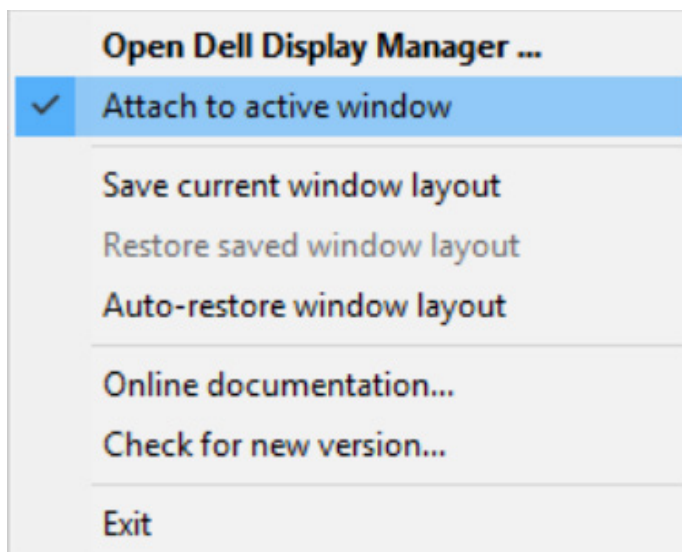 Open Dell Display Manager ...
Attach to active window
Save current window layout
Restore saved window layout
Auto-restore window layout
Online documentation...
Check for new version...
Exit